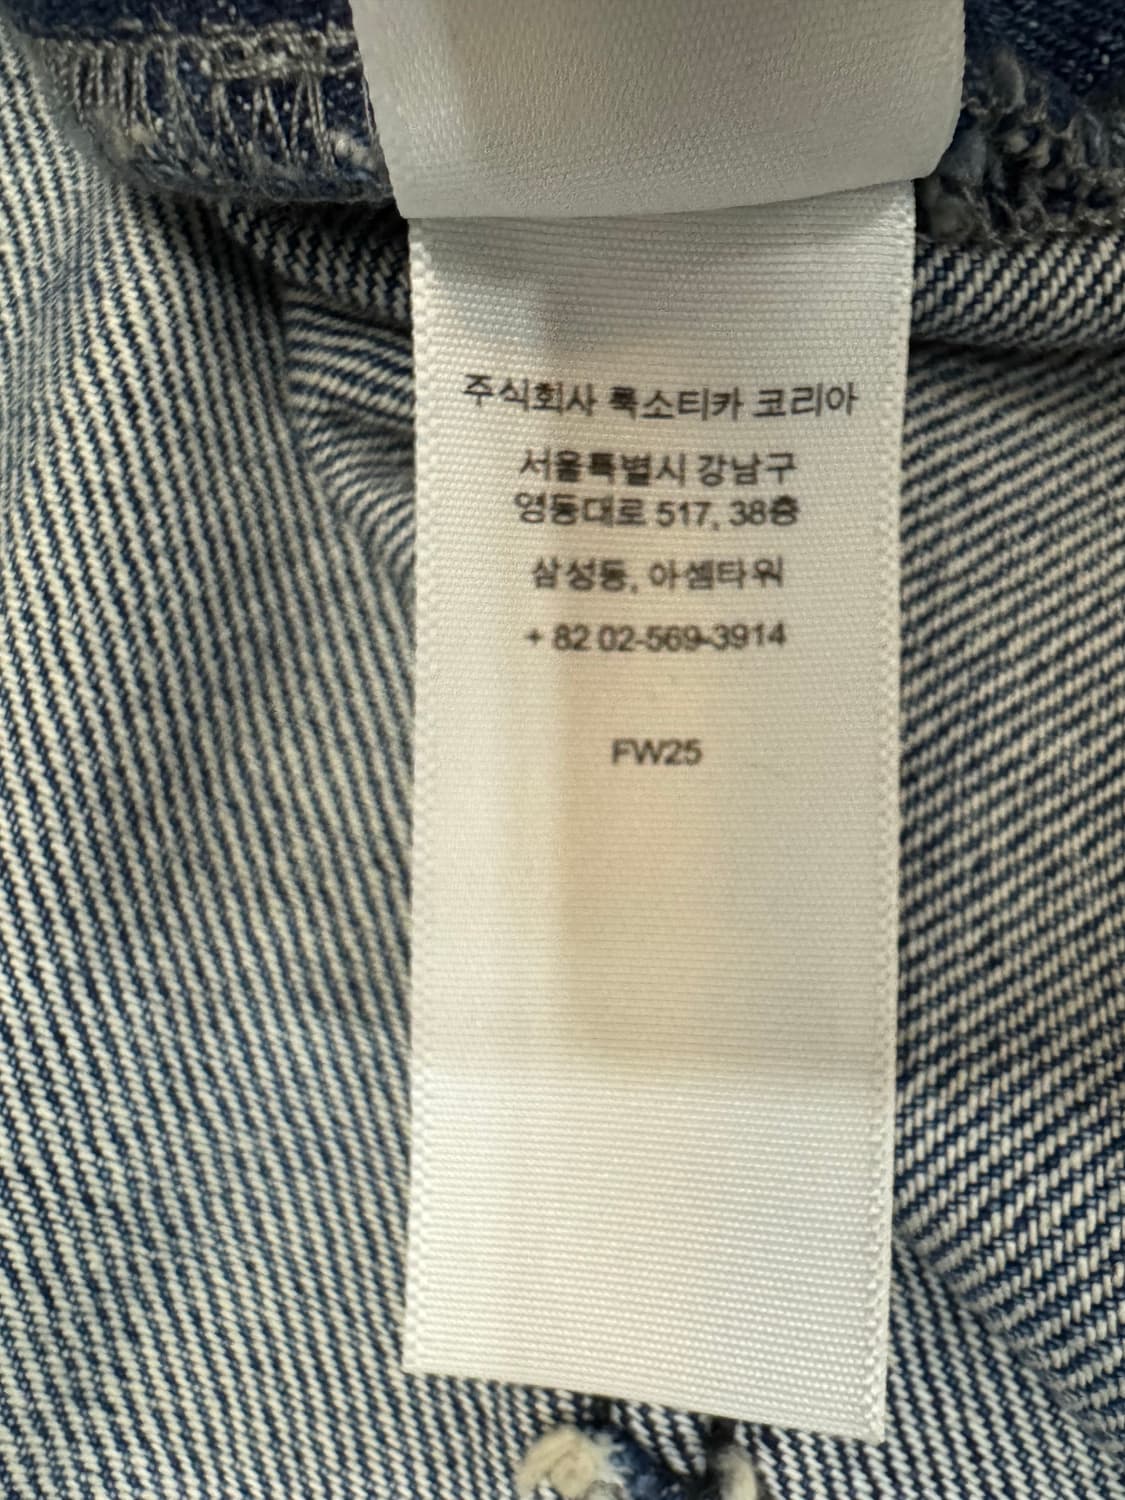 주식회사 룩소티카 코리아
서울특별시 강남구
영동대로 517, 38층
삼성동, 아셈타워
+ 82 02-569-3914
FW25